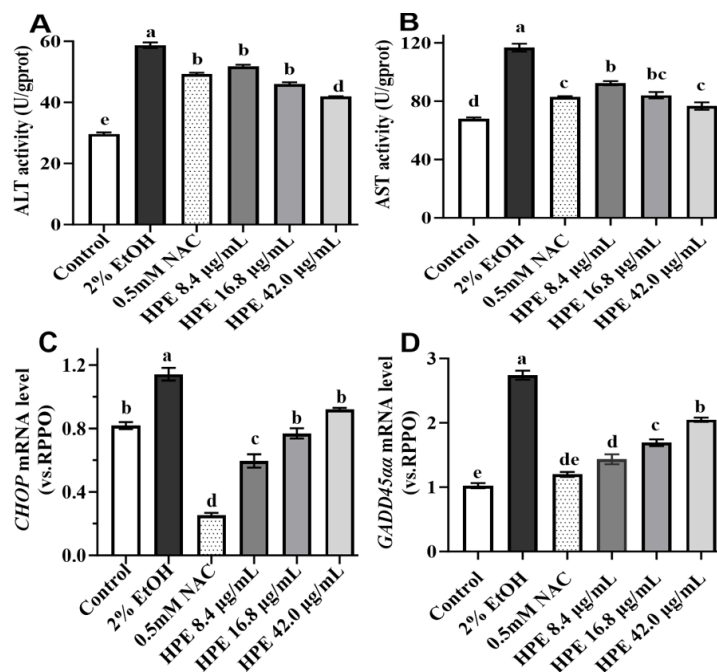 A
ALT activity (U/gprot)
60
40
20
0
e
a
b
b
b
d
Control
2% EtOH
0.5mM NAC
HPE 8.4 µg/mL
HPE 16.8 µg/mL
HPE 42.0 µg/mL
B
AST activity (U/gprot)
120
80
40
0
d
a
c
b
bc
c
Control
2% EtOH
0.5mM NAC
HPE 8.4 µg/mL
HPE 16.8 µg/mL
HPE 42.0 µg/mL
C
CHOP mRNA level
(vs.RPPO)
1.2
0.8
0.4
0.0
b
a
d
c
b
b
Control
2% EtOH
0.5mM NAC
HPE 8.4 µg/mL
HPE 16.8 µg/mL
HPE 42.0 µg/mL
D
GADD45aa mRNA level
(vs.RPPO)
3
2
1
0
e
a
de
d
c
b
Control
2% EtOH
0.5mM NAC
HPE 8.4 µg/mL
HPE 16.8 µg/mL
HPE 42.0 µg/mL